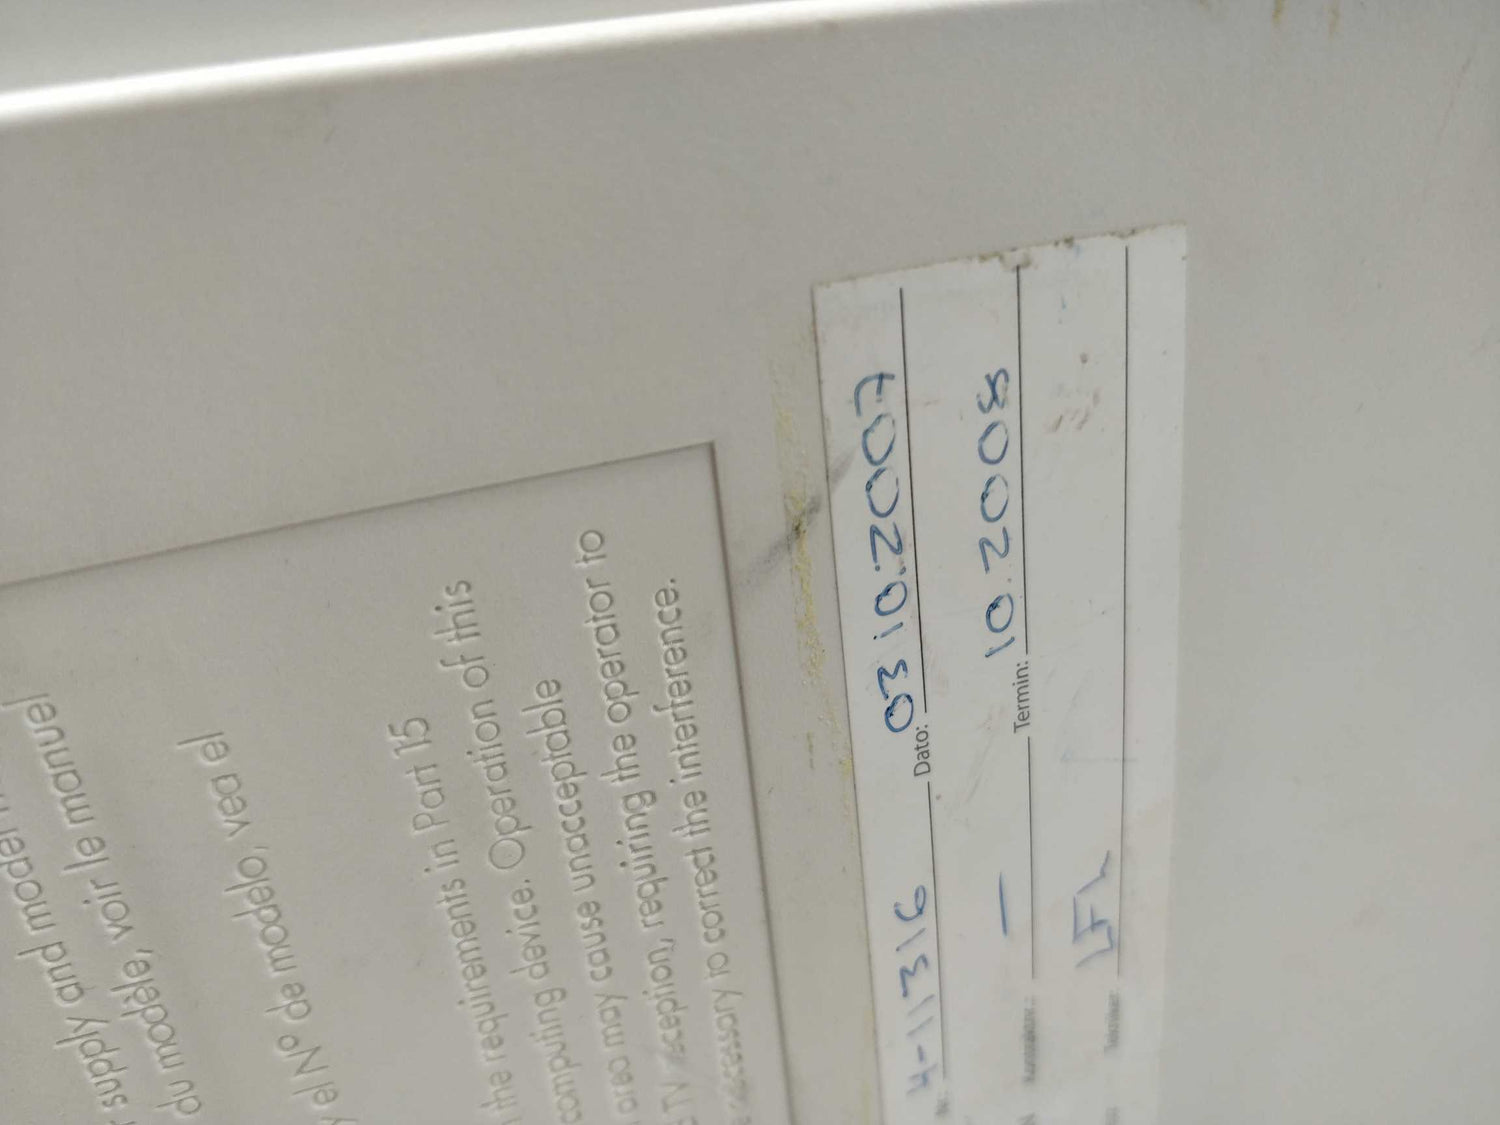 supply and model
du modèle, voir le manuel
y el Nº de modelo, vea el
the requirements in Part 15
computing device. Operation of this
area may cause unacceptable
TV reception, requiring the operator to
necessary to correct the interference.
4-11316 Dato: 03 10.2007
— Termin: 10.2008
LFh